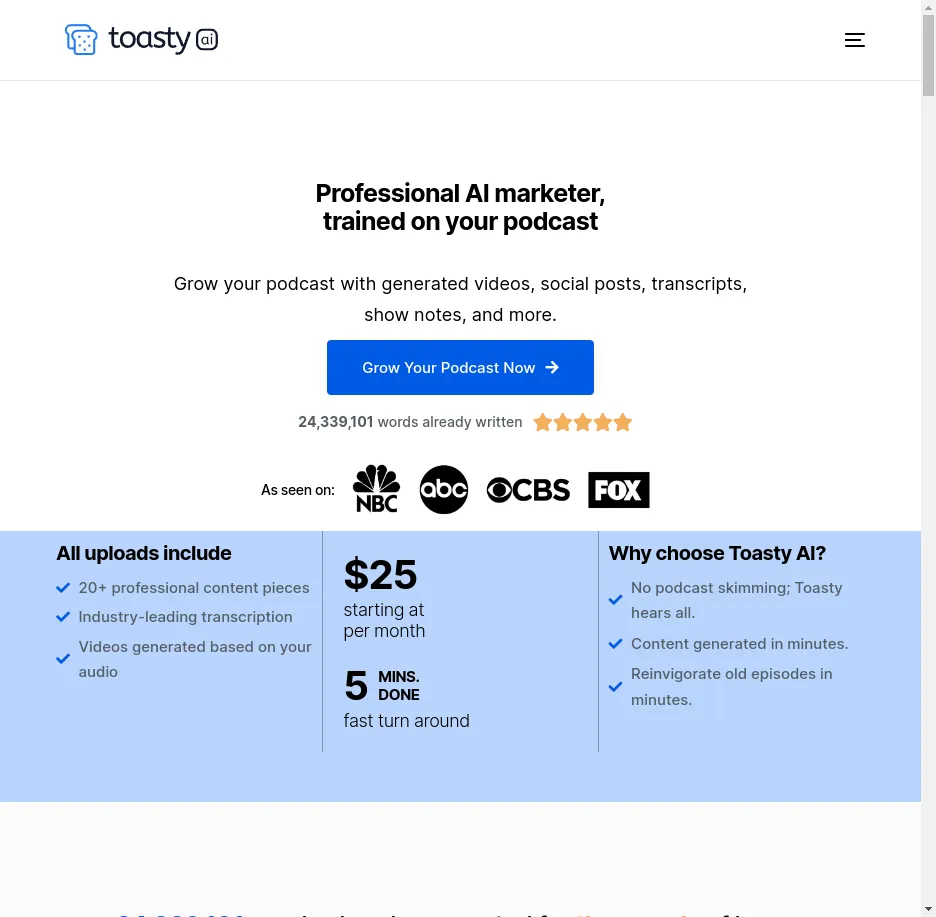 toasty ai
Professional AI marketer,
trained on your podcast
Grow your podcast with generated videos, social posts, transcripts,
show notes, and more.
Grow Your Podcast Now
24,339,101 words already written
As seen on:
NBC
abc
CBS
FOX
All uploads include
20+ professional content pieces
Industry-leading transcription
Videos generated based on your
audio
$25
starting at
per month
5 MINS.
DONE
fast turn around
Why choose Toasty AI?
No podcast skimming; Toasty
hears all.
Content generated in minutes.
Reinvigorate old episodes in
minutes.